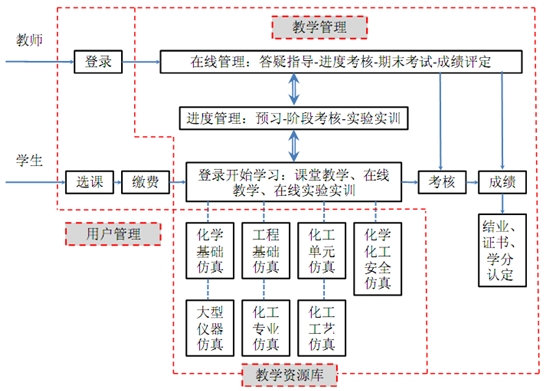 教学管理
教师
登录
在线管理：答疑指导-进度考核-期末考试-成绩评定
进度管理：预习-阶段考核-实验实训
学生
选课
缴费
登录开始学习：课堂教学、在线
教学、在线实验实训
考核
成绩
用户管理
化学
基础
仿真
工程
基础
仿真
化工
单元
仿真
化学
化工
安全
仿真
结业、
证书、
学分
认定
大型
仪器
仿真
化工
专业
仿真
化工
工艺
仿真
教学资源库